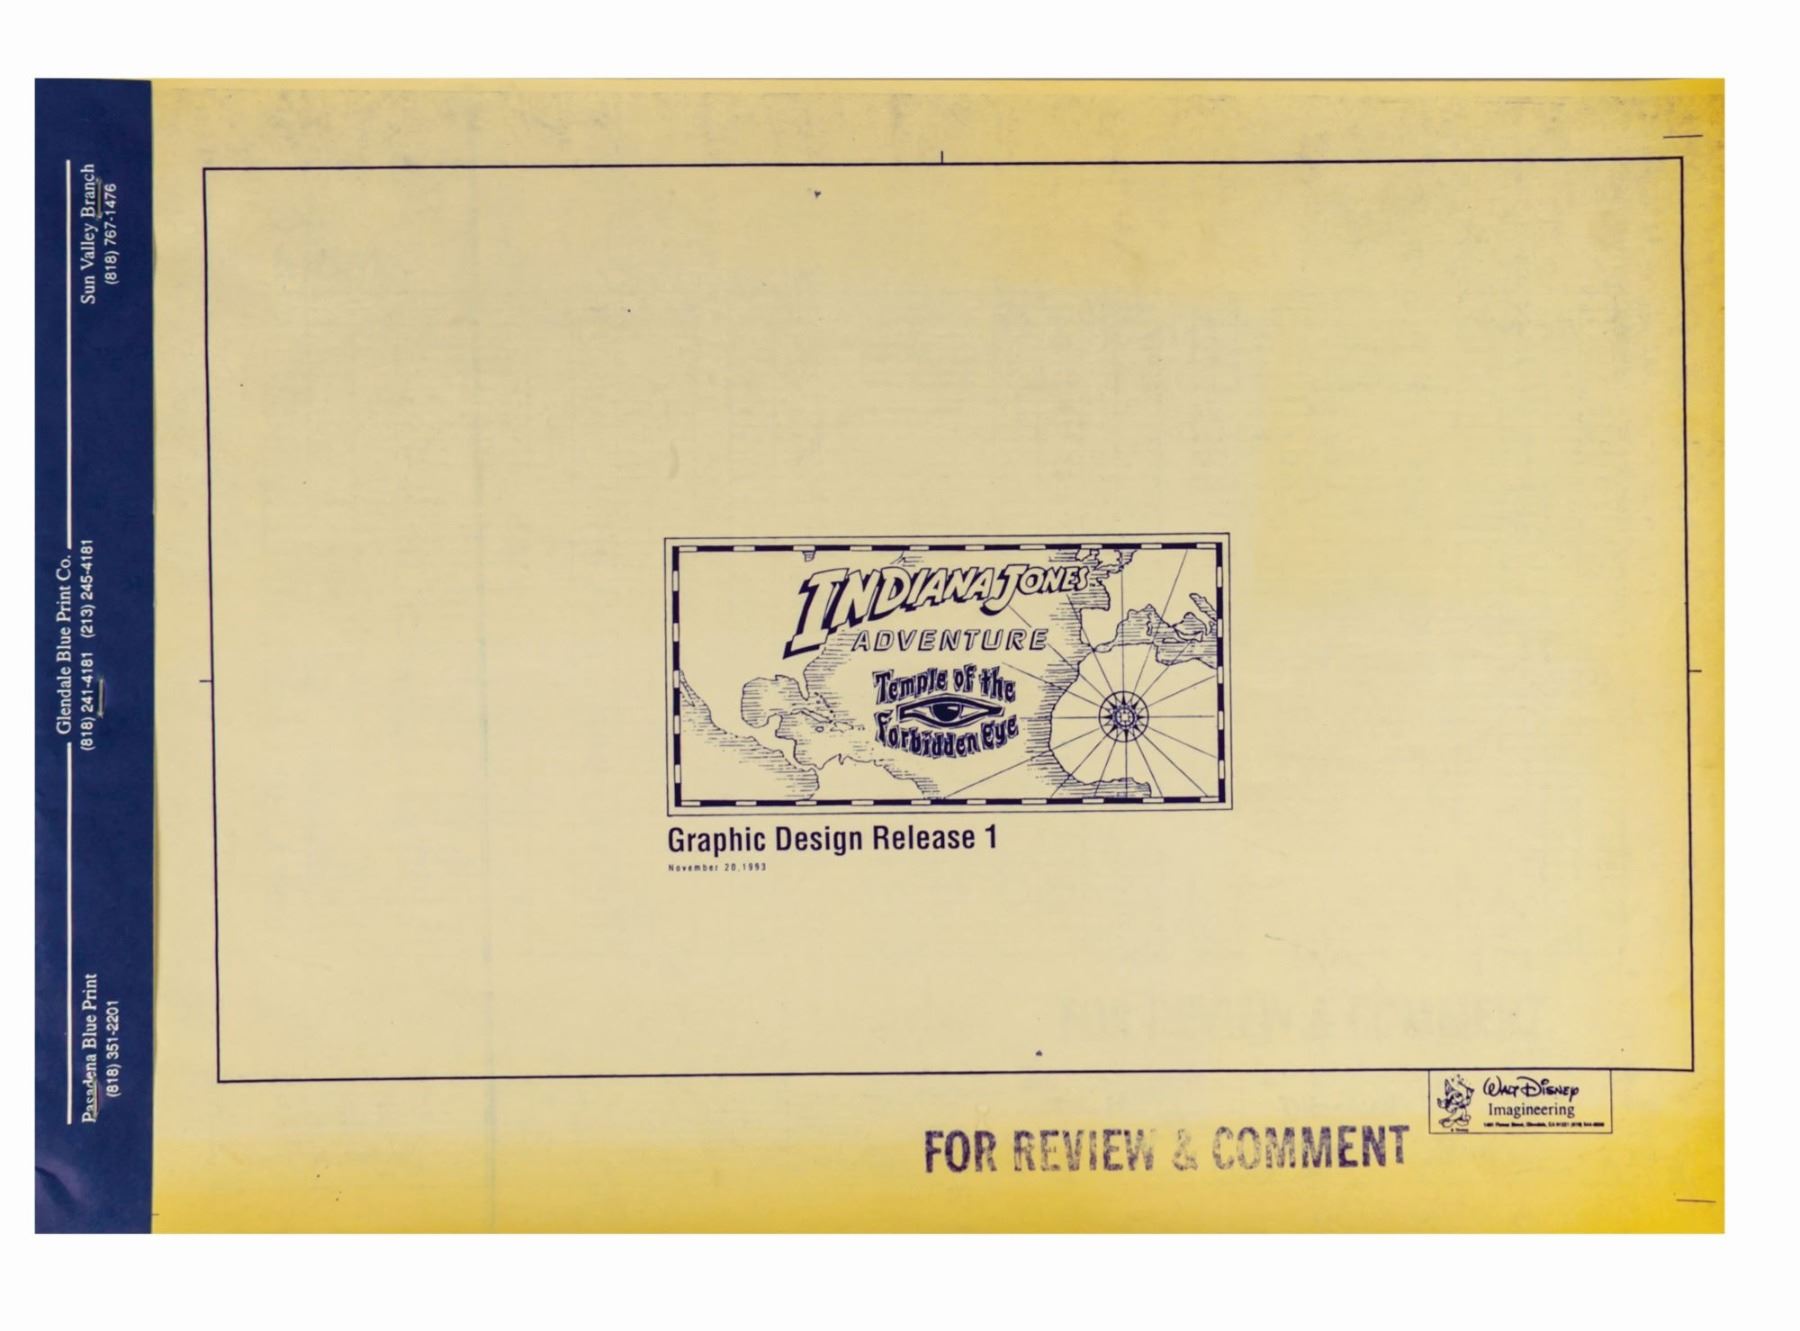 Sun Valley Branch
(818) 767-1476
Glendale Blue Print Co.
(818) 241-4181 (213) 245-4181
Pasadena Blue Print
(818) 351-2201
INDIANA JONES
ADVENTURE
Temple of the
Forbidden Eye
Graphic Design Release 1
November 20, 1993
WALT DISNEY
Imagineering
FOR REVIEW & COMMENT